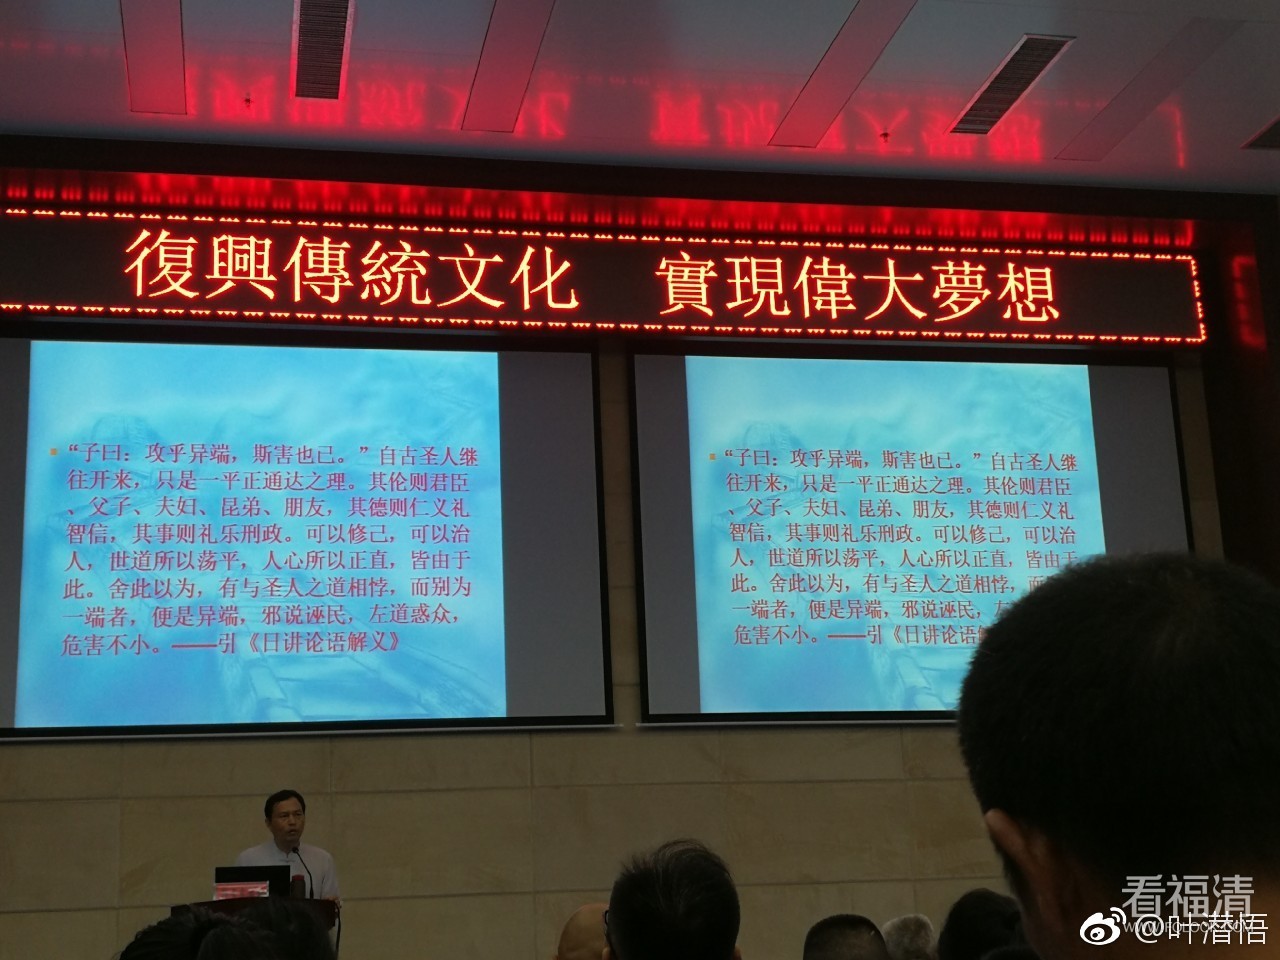 復興傳統文化 實現偉大夢想
“子曰：攻乎异端，斯害也已。”自古圣人继
往开来，只是一平正通达之理。其伦则君臣
、父子、夫妇、昆弟、朋友，其德则仁义礼
智信，其事则礼乐刑政。可以修己，可以治
人，世道所以荡平，人心所以正直，皆由于
此。舍此以为，有与圣人之道相悖，而别为
一端者，便是异端，邪说诬民，左道惑众，
危害不小。——引《日讲论语解义》
“子曰：攻乎异端，斯害也已。”自古圣人继
往开来，只是一平正通达之理。其伦则君臣
、父子、夫妇、昆弟、朋友，其德则仁义礼
智信，其事则礼乐刑政。可以修己，可以治
人，世道所以荡平，人心所以正直，皆由于
此。舍此以为，有与圣人之道相悖，而
一端者，便是异端，邪说诬民，左
危害不小。——引《日讲论语解
看福清
@叶潜悟